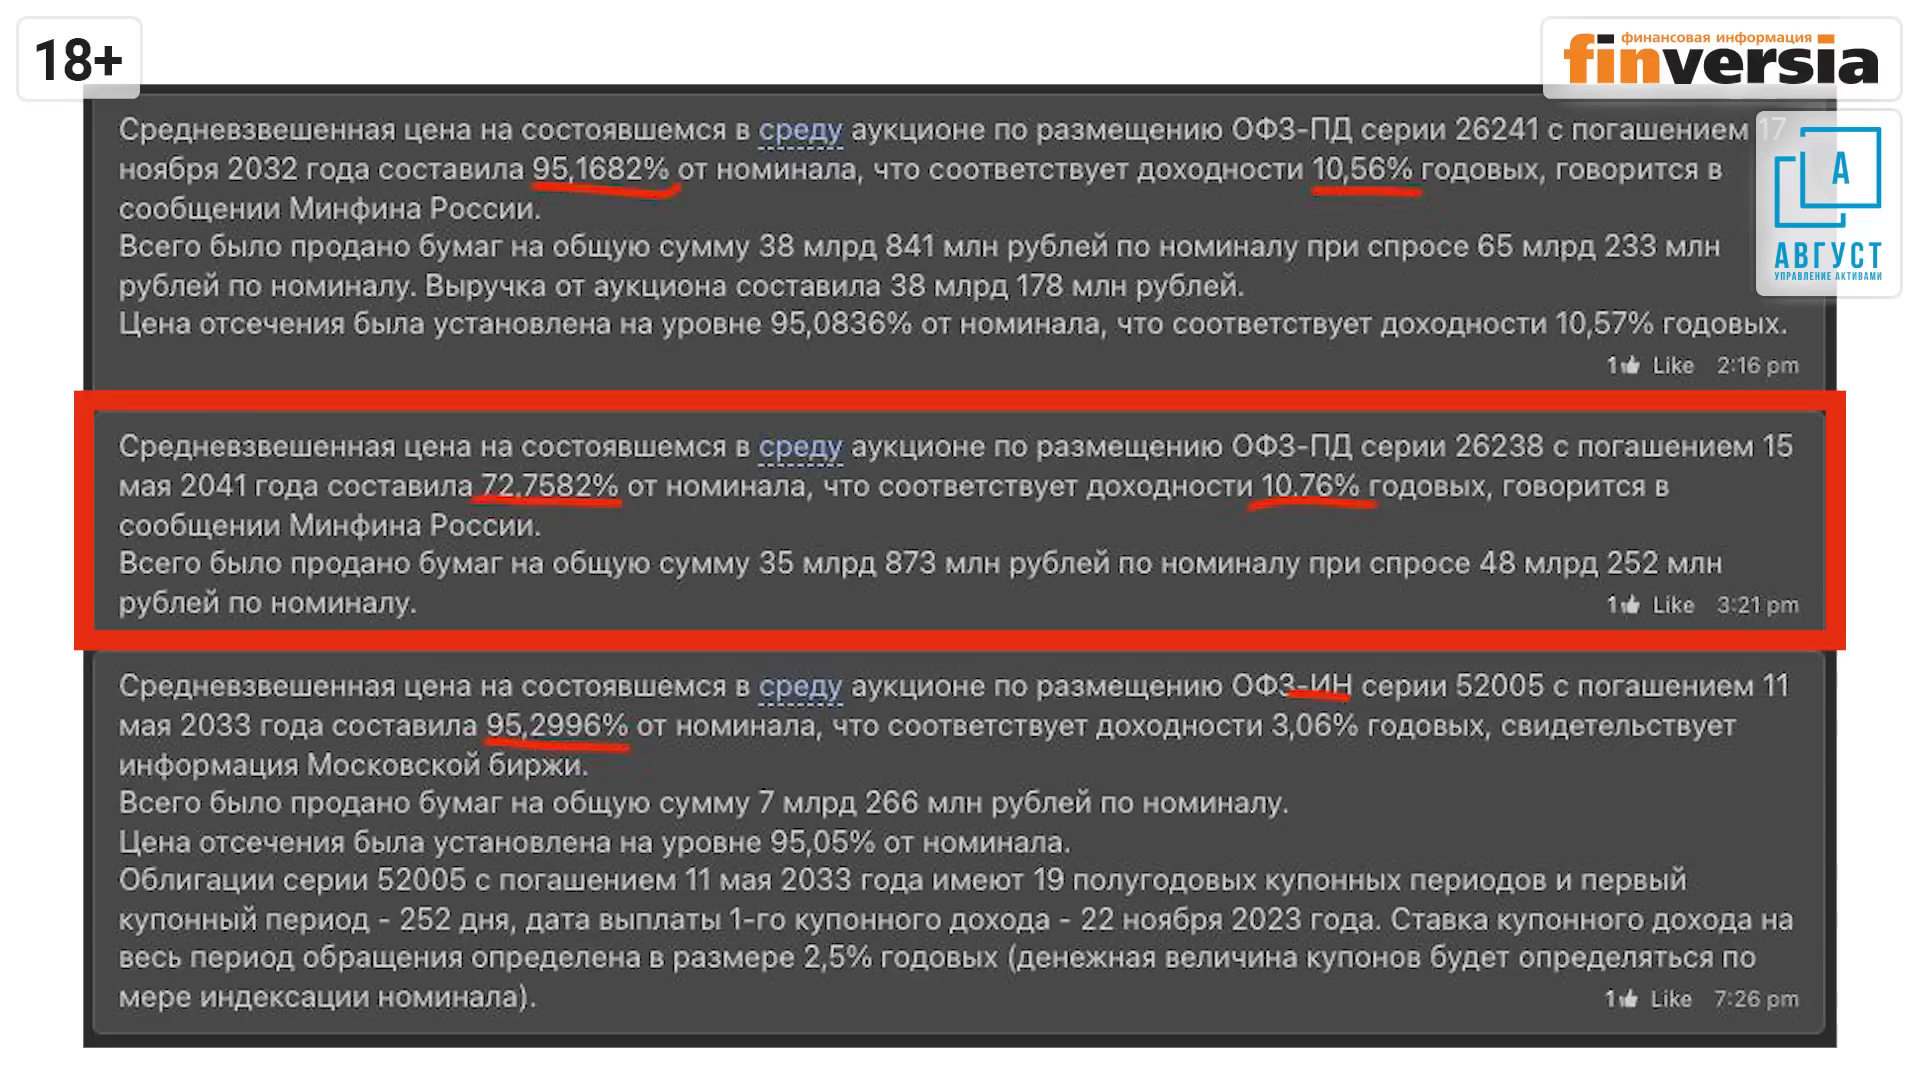 18+
финансовая информация
finversia
А
АВГУСТ
УПРАВЛЕНИЕ АКТИВАМИ
Средневзвешенная цена на состоявшемся в среду аукционе по размещению ОФЗ-ПД серии 26241 с погашением 17
ноября 2032 года составила 95,1682% от номинала, что соответствует доходности 10,56% годовых, говорится в
сообщении Минфина России.
Всего было продано бумаг на общую сумму 38 млрд 841 млн рублей по номиналу при спросе 65 млрд 233 млн
рублей по номиналу. Выручка от аукциона составила 38 млрд 178 млн рублей.
Цена отсечения была установлена на уровне 95,0836% от номинала, что соответствует доходности 10,57% годовых.
1 Like 2:16 pm
Средневзвешенная цена на состоявшемся в среду аукционе по размещению ОФЗ-ПД серии 26238 с погашением 15
мая 2041 года составила 72,7582% от номинала, что соответствует доходности 10.76% годовых, говорится в
сообщении Минфина России.
Всего было продано бумаг на общую сумму 35 млрд 873 млн рублей по номиналу при спросе 48 млрд 252 млн
рублей по номиналу.
1 Like 3:21 pm
Средневзвешенная цена на состоявшемся в среду аукционе по размещению ОФЗ-ИН серии 52005 с погашением 11
мая 2033 года составила 95,2996% от номинала, что соответствует доходности 3,06% годовых, свидетельствует
информация Московской биржи.
Всего было продано бумаг на общую сумму 7 млрд 266 млн рублей по номиналу.
Цена отсечения была установлена на уровне 95,05% от номинала.
Облигации серии 52005 с погашением 11 мая 2033 года имеют 19 полугодовых купонных периодов и первый
купонный период - 252 дня, дата выплаты 1-го купонного дохода - 22 ноября 2023 года. Ставка купонного дохода на
весь период обращения определена в размере 2,5% годовых (денежная величина купонов будет определяться по
мере индексации номинала).
1 Like 7:26 pm